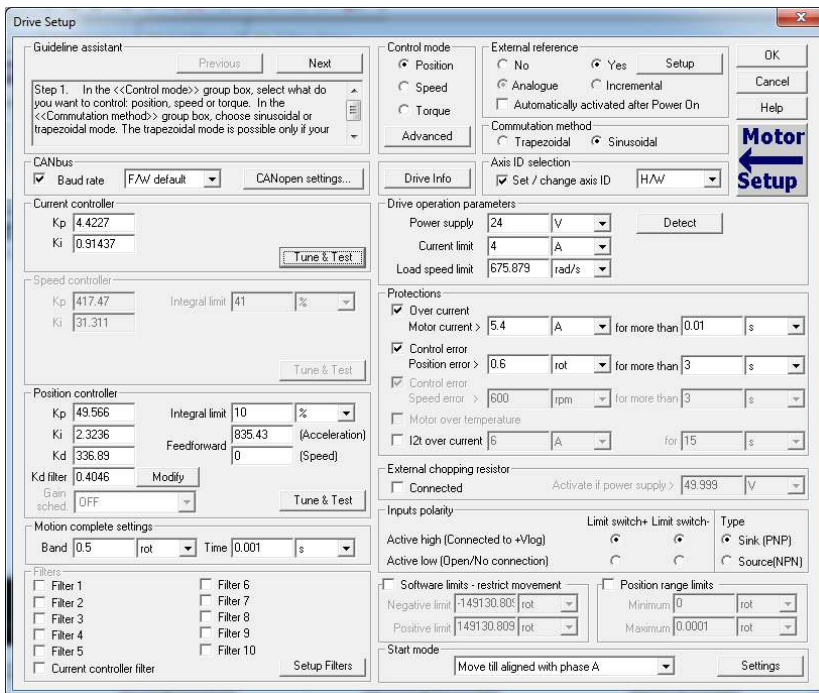 Drive Setup
Guideline assistant
Previous
Next
Step 1. In the <<Control mode>> group box, select what do
you want to control: position, speed or torque. In the
<<Commutation method>> group box, choose sinusoidal or
trapezoidal mode. The trapezoidal mode is possible only if your
Control mode
Position
Speed
Torque
Advanced
External reference
No
Yes
Setup
Analogue
Incremental
Automatically activated after Power On
Commutation method
Trapezoidal
Sinusoidal
OK
Cancel
Help
Motor
Setup
CANbus
Baud rate
F/W default
CANopen settings...
Drive Info
Axis ID selection
Set / change axis ID
H/W
Current controller
Kp 4.4227
Ki 0.91437
Tune & Test
Speed controller
Kp 417.47 Integral limit 41 %
Ki 31.311
Tune & Test
Position controller
Kp 49.566 Integral limit 10 %
Ki 2.3236
Feedforward 835.43 (Acceleration)
Kd 336.89
0 (Speed)
Kd filter 0.4046 Modify
Gain
sched. OFF
Tune & Test
Motion complete settings
Band 0.5 rot Time 0.001 s
Filters
Filter 1
Filter 2
Filter 3
Filter 4
Filter 5
Filter 6
Filter 7
Filter 8
Filter 9
Filter 10
Current controller filter
Setup Filters
Drive operation parameters
Power supply 24 V Detect
Current limit 4 A
Load speed limit 675.879 rad/s
Protections
Over current
Motor current > 5.4 A for more than 0.01 s
Control error
Position error > 0.6 rot for more than 3 s
Control error
Speed error > 600 rpm for more than 3 s
Motor over temperature
I2t over current 6 A for 15 s
External chopping resistor
Connected Activate if power supply > 49.999 V
Inputs polarity
Limit switch+ Limit switch- Type
Active high (Connected to +Vlog) Sink (PNP)
Active low (Open/No connection) Source(NPN)
Software limits - restrict movement
Negative limit -149130.809 rot
Positive limit 149130.809 rot
Position range limits
Minimum 0 rot
Maximum 0.0001 rot
Start mode
Move till aligned with phase A
Settings